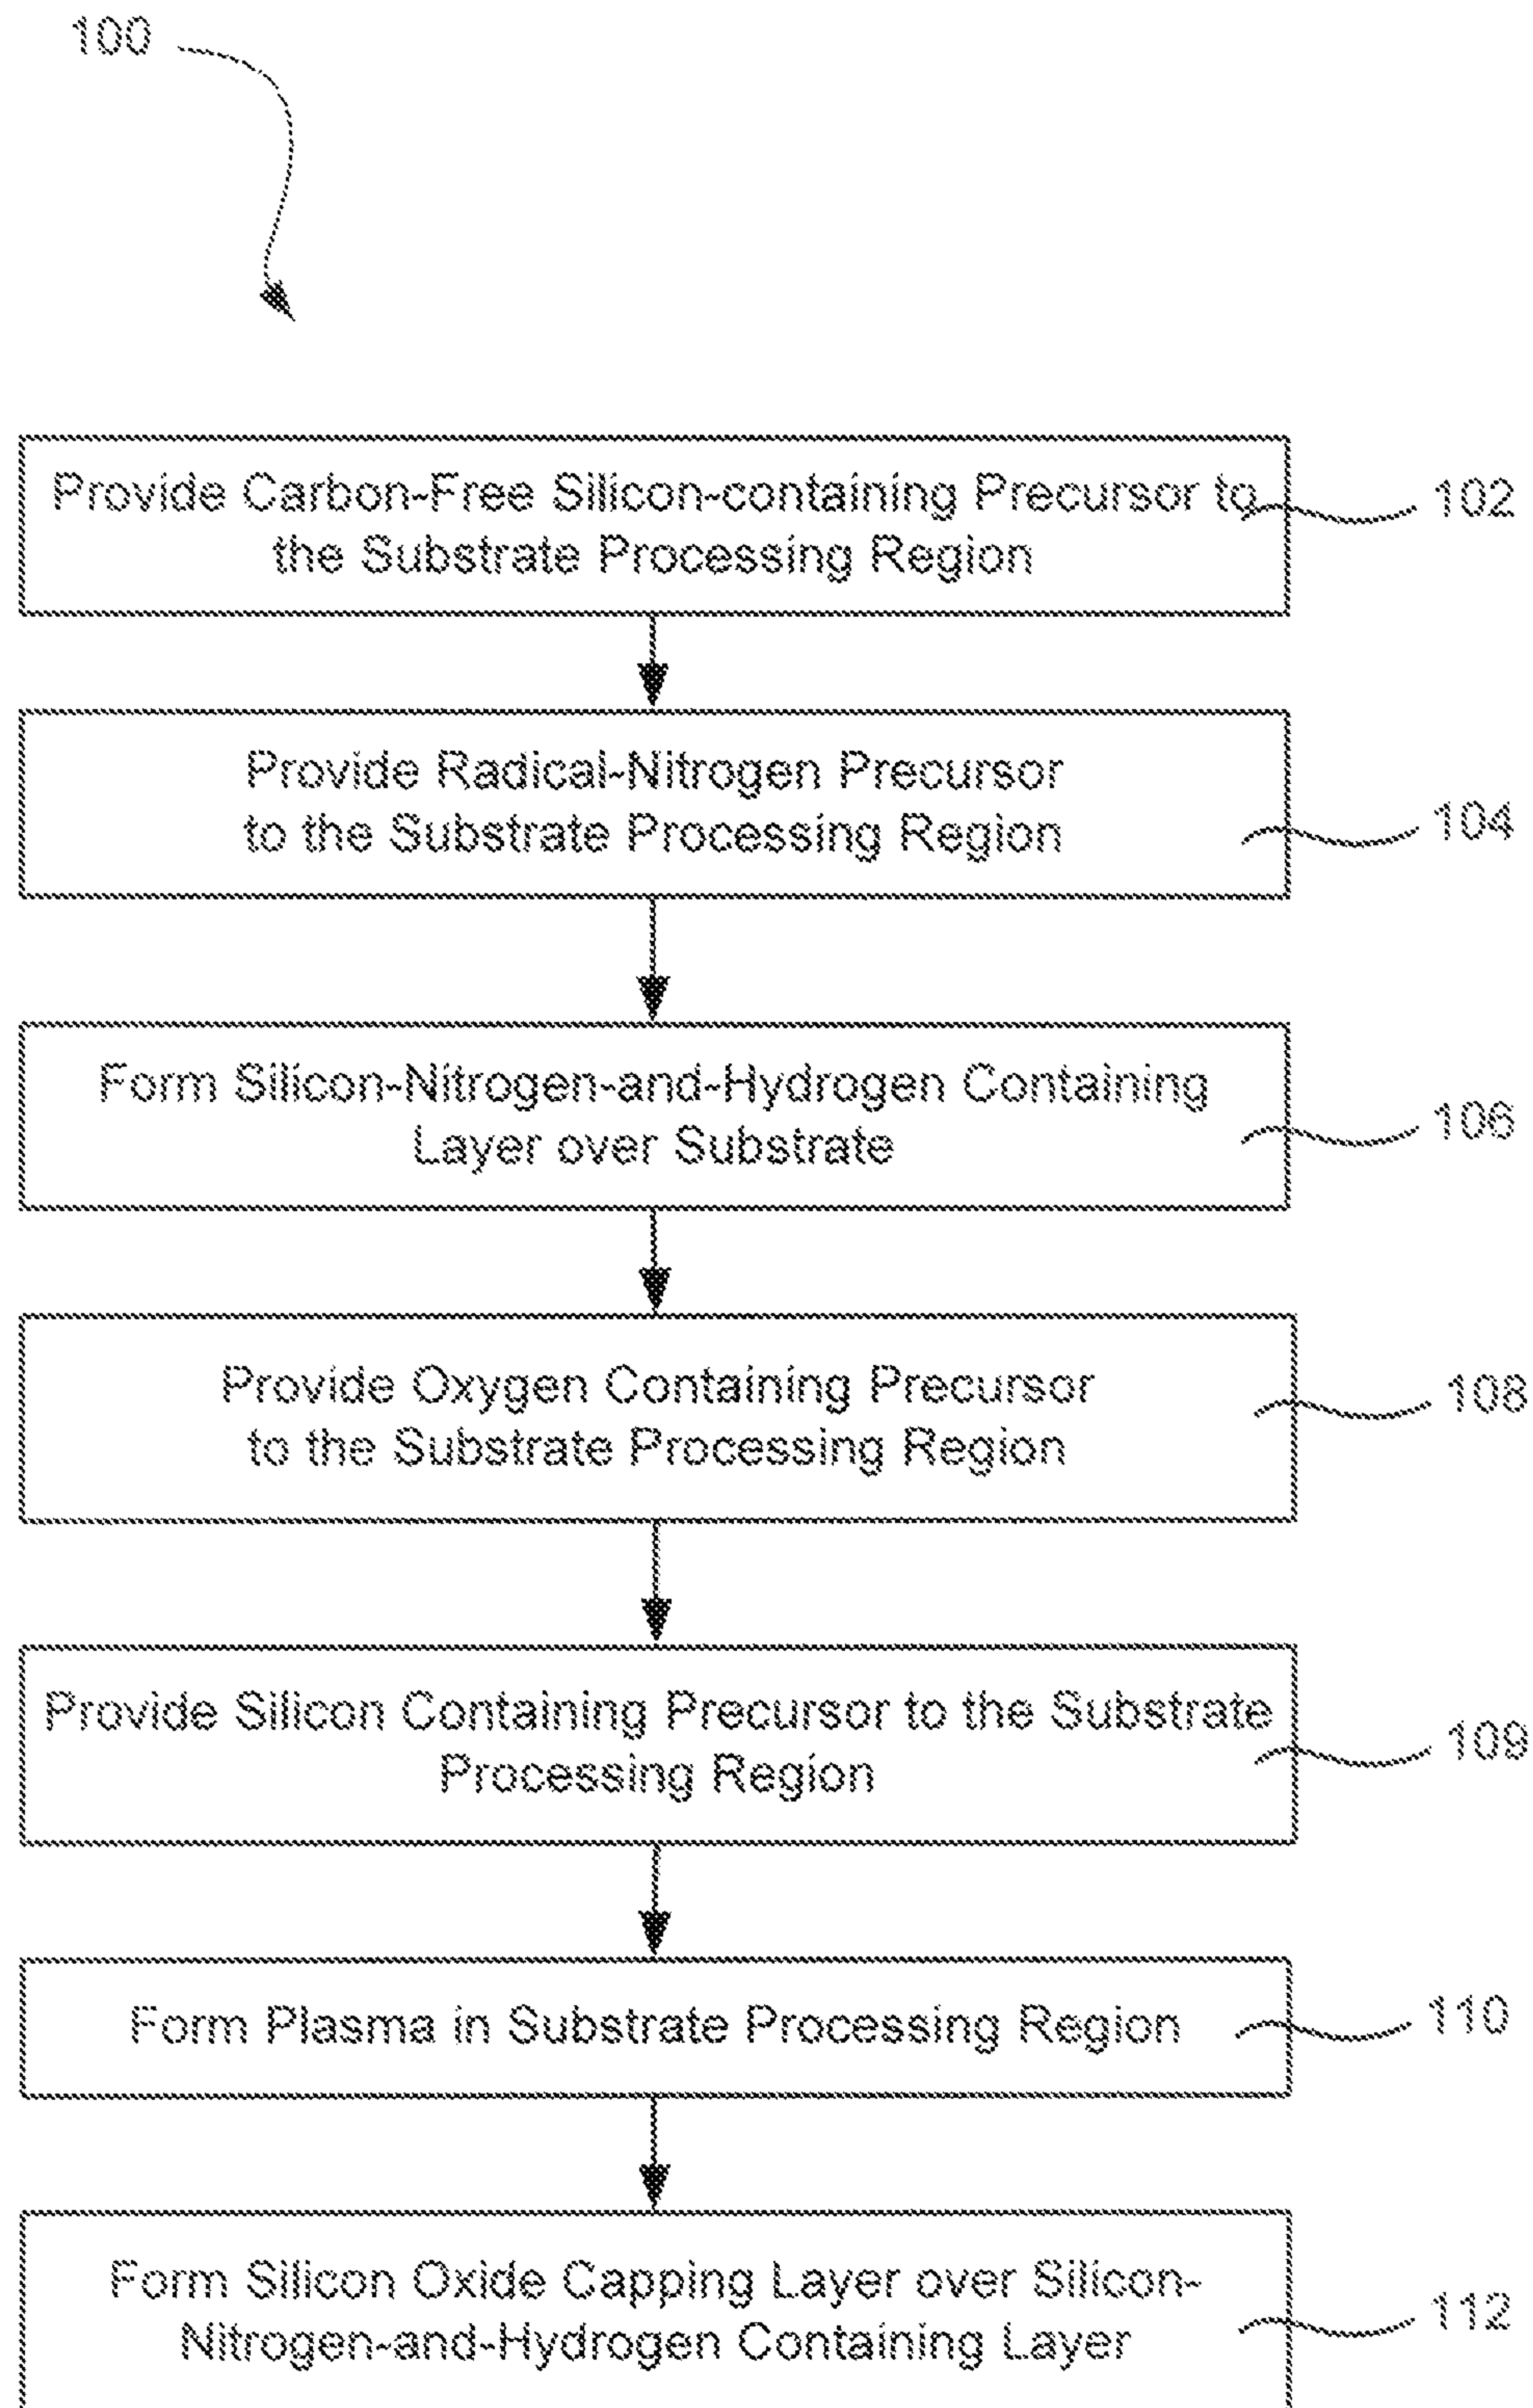 100
Provide Carbon-Free Silicon-containing Precursor to
the Substrate Processing Region
102
Provide Radical-Nitrogen Precursor
to the Substrate Processing Region
104
Form Silicon-Nitrogen-and-Hydrogen Containing
Layer over Substrate
106
Provide Oxygen Containing Precursor
to the Substrate Processing Region
108
Provide Silicon Containing Precursor to the Substrate
Processing Region
109
Form Plasma in Substrate Processing Region
110
Form Silicon Oxide Capping Layer over Silicon-
Nitrogen-and-Hydrogen Containing Layer
112